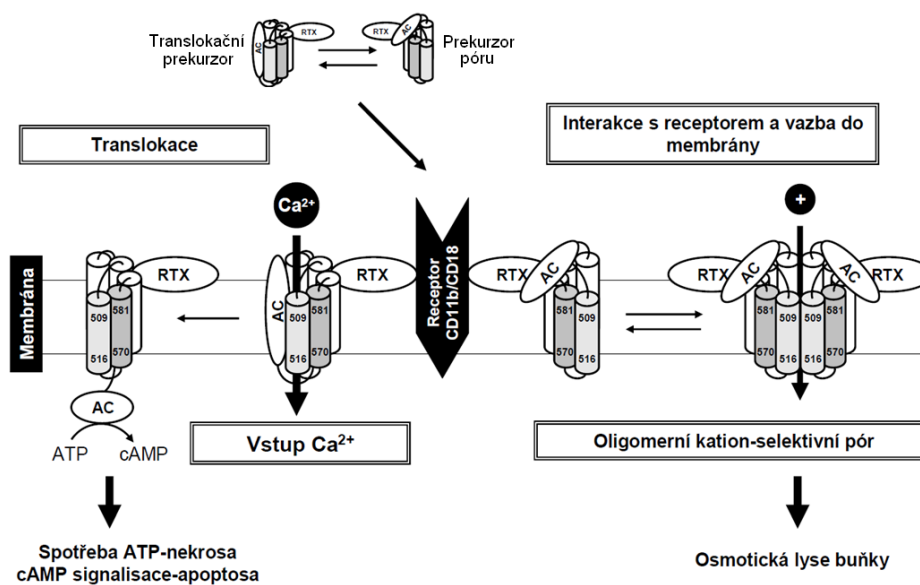 Translokační
prekurzor
AC
RTX
RTX
AC
Prekurzor
póru
Translokace
Interakce s receptorem a vazba do
membrány
Ca²⁺
+
Membrána
RTX
509
581
516
570
AC
ATP
cAMP
AC
RTX
509
581
516
570
Receptor
CD11b/CD18
RTX
AC
581
509
570
516
RTX
AC
AC
RTX
581
509
509
581
570
516
516
570
Vstup Ca²⁺
Oligomerní kation-selektivní pór
Spotřeba ATP-nekrosa
cAMP signalisace-apoptosa
Osmotická lyse buňky